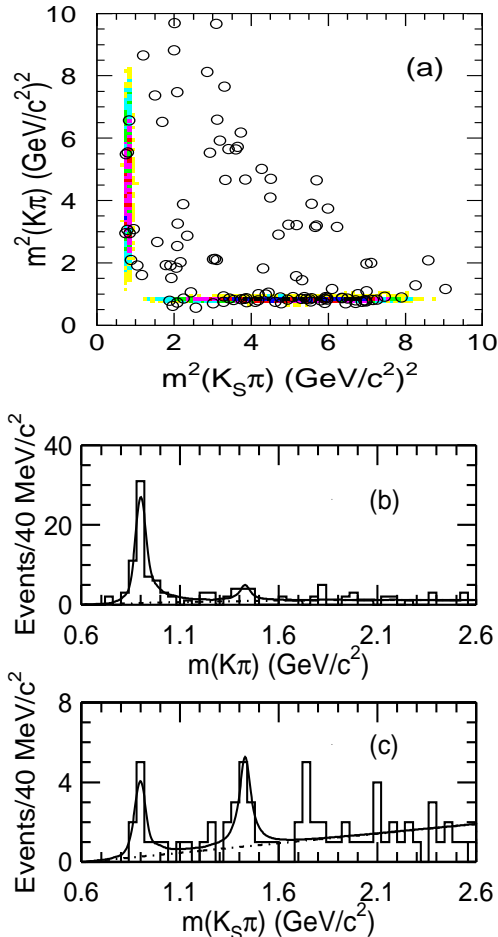 10
8
6
4
2
0
m²(Kπ) (GeV/c²)²
(a)
0 2 4 6 8 10
m²(K_Sπ) (GeV/c²)²
40
20
0
Events/40 MeV/c²
(b)
0.6 1.1 1.6 2.1 2.6
m(Kπ) (GeV/c²)
8
4
0
Events/40 MeV/c²
(c)
0.6 1.1 1.6 2.1 2.6
m(K_Sπ) (GeV/c²)